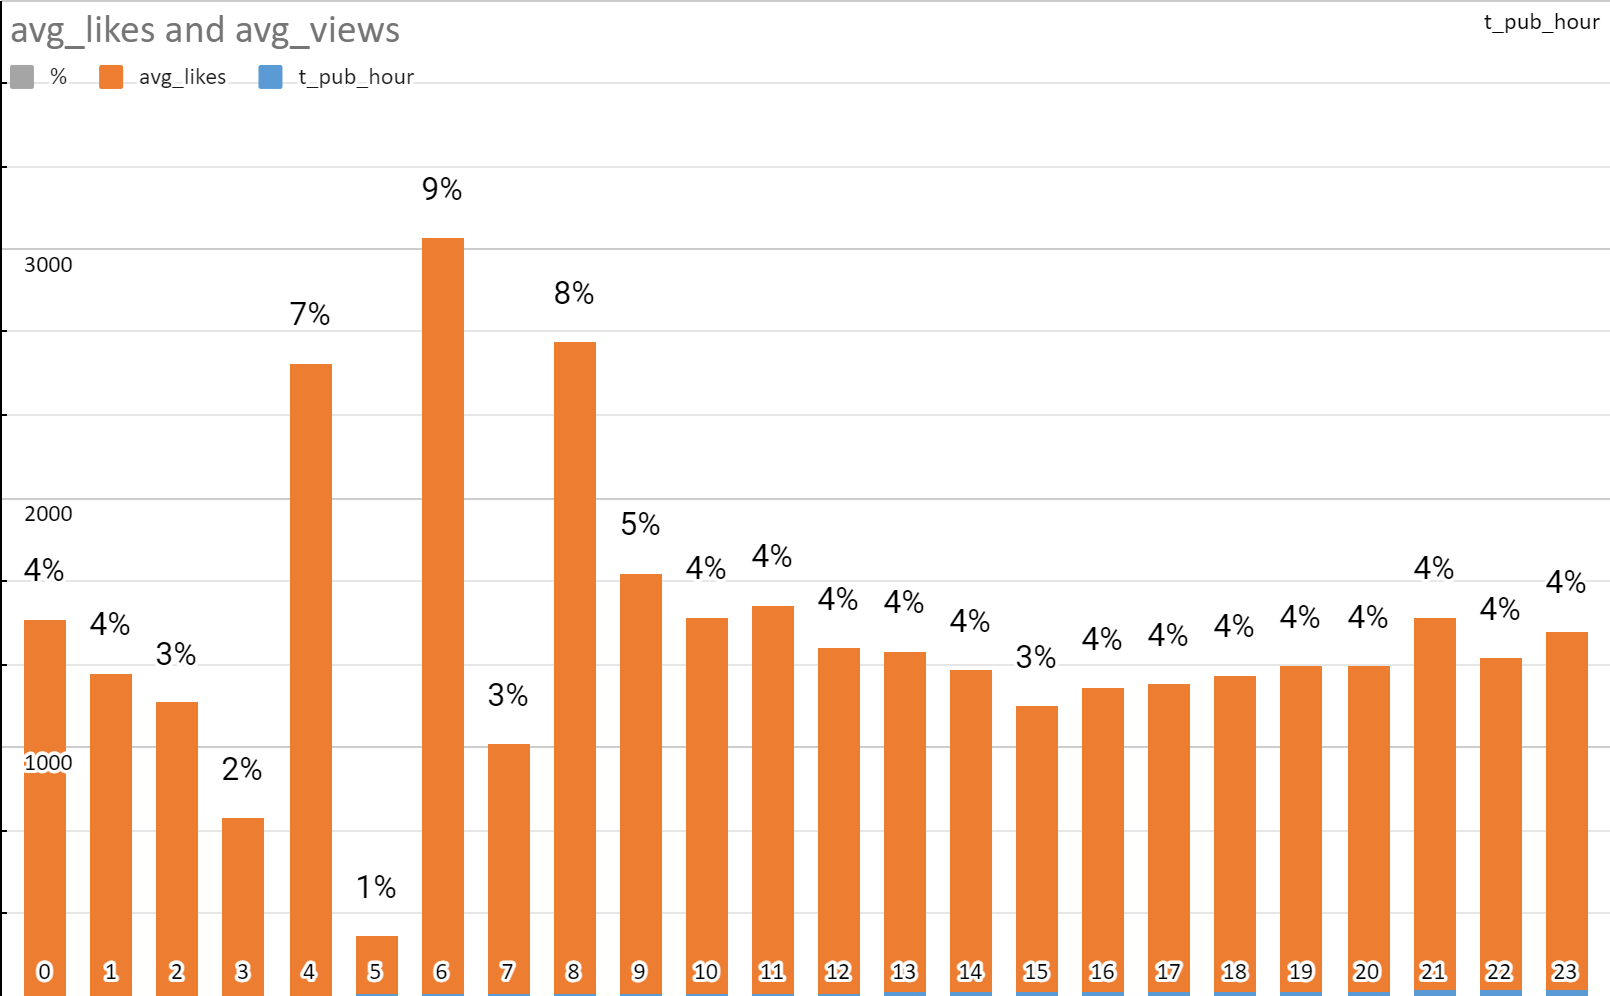 avg_likes and avg_views
t_pub_hour
% avg_likes t_pub_hour
3000
2000
1000
4% 4% 3% 2% 7% 1% 9% 3% 8% 5% 4% 4% 4% 4% 4% 3% 4% 4% 4% 4% 4% 4% 4% 4%
0 1 2 3 4 5 6 7 8 9 10 11 12 13 14 15 16 17 18 19 20 21 22 23